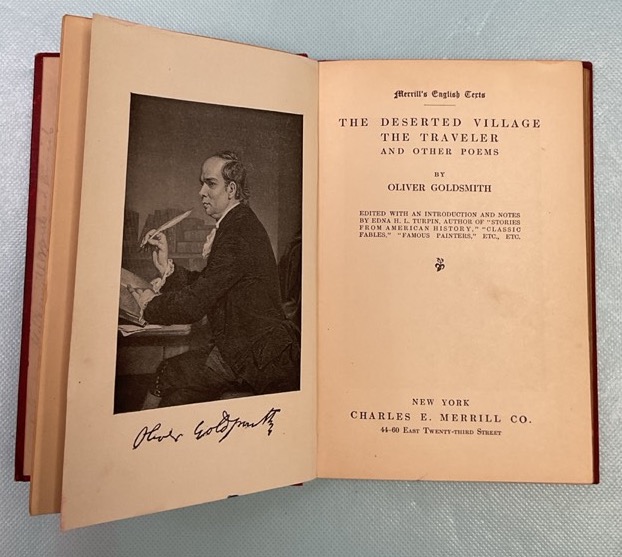 Oliver Goldsmith
Merrill's English Texts
THE DESERTED VILLAGE
THE TRAVELER
AND OTHER POEMS
BY
OLIVER GOLDSMITH
EDITED WITH AN INTRODUCTION AND NOTES
BY EDNA H. L. TURPIN, AUTHOR OF "STORIES
FROM AMERICAN HISTORY," "CLASSIC
FABLES," "FAMOUS PAINTERS," ETC., ETC.
NEW YORK
CHARLES E. MERRILL CO.
44-60 EAST TWENTY-THIRD STREET